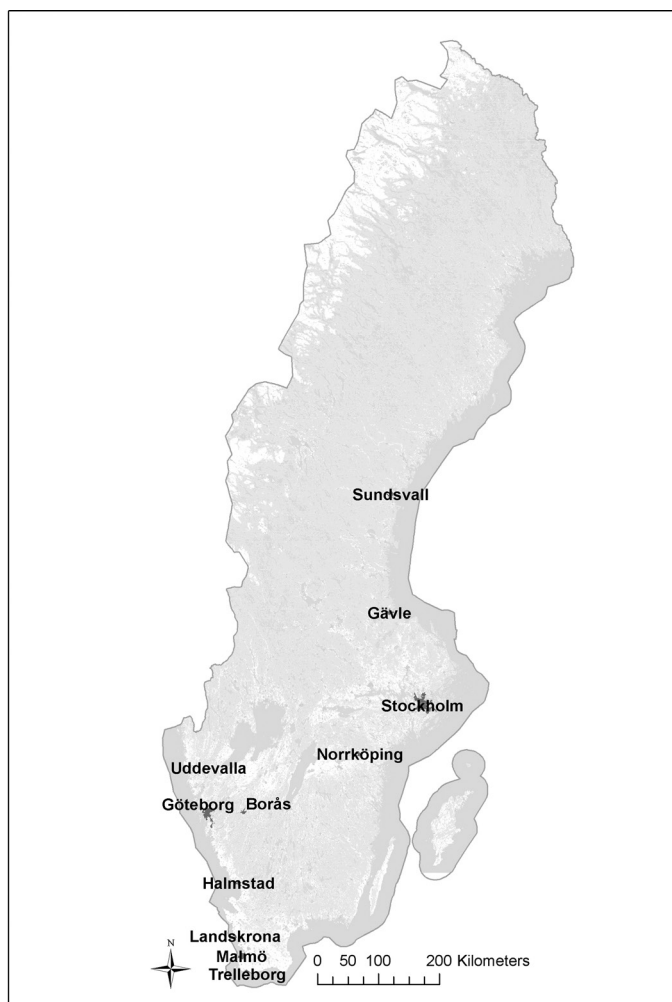 Sundsvall
Gävle
Stockholm
Norrköping
Uddevalla
Göteborg Borås
Halmstad
Landskrona
Malmö
Trelleborg
N
0 50 100 200 Kilometers